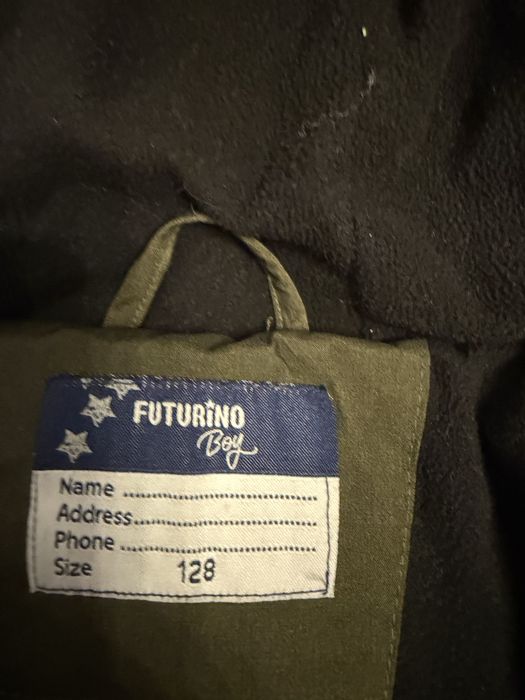 FUTURINO
Boy
Name ........................................
Address......................................
Phone ........................................
Size 128